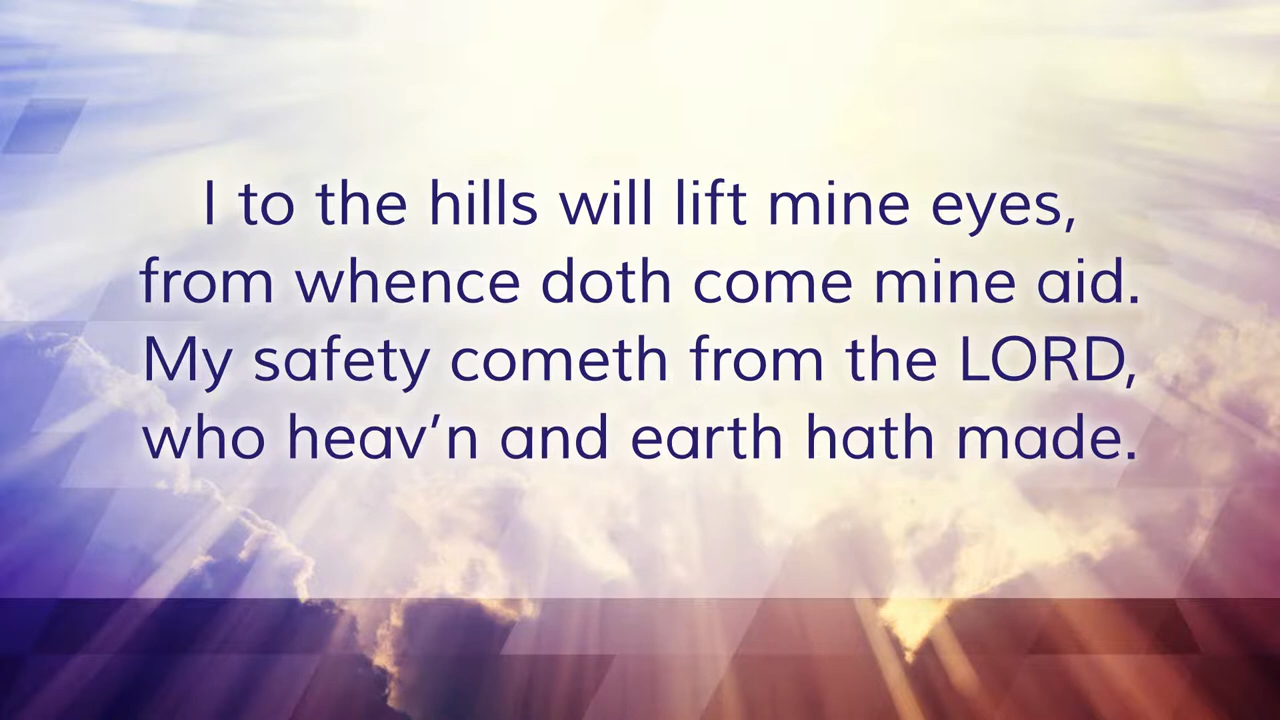 I to the hills will lift mine eyes,
from whence doth come mine aid.
My safety cometh from the LORD,
who heav’n and earth hath made.